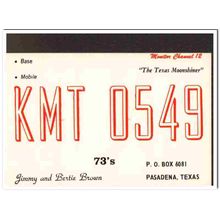 Monitor Channel 12
• Base
"The Texas Moonshiner"
• Mobile
KMT 0549
73's
P. O. BOX 6081
Jimmy and Bertie Brown
PASADENA, TEXAS